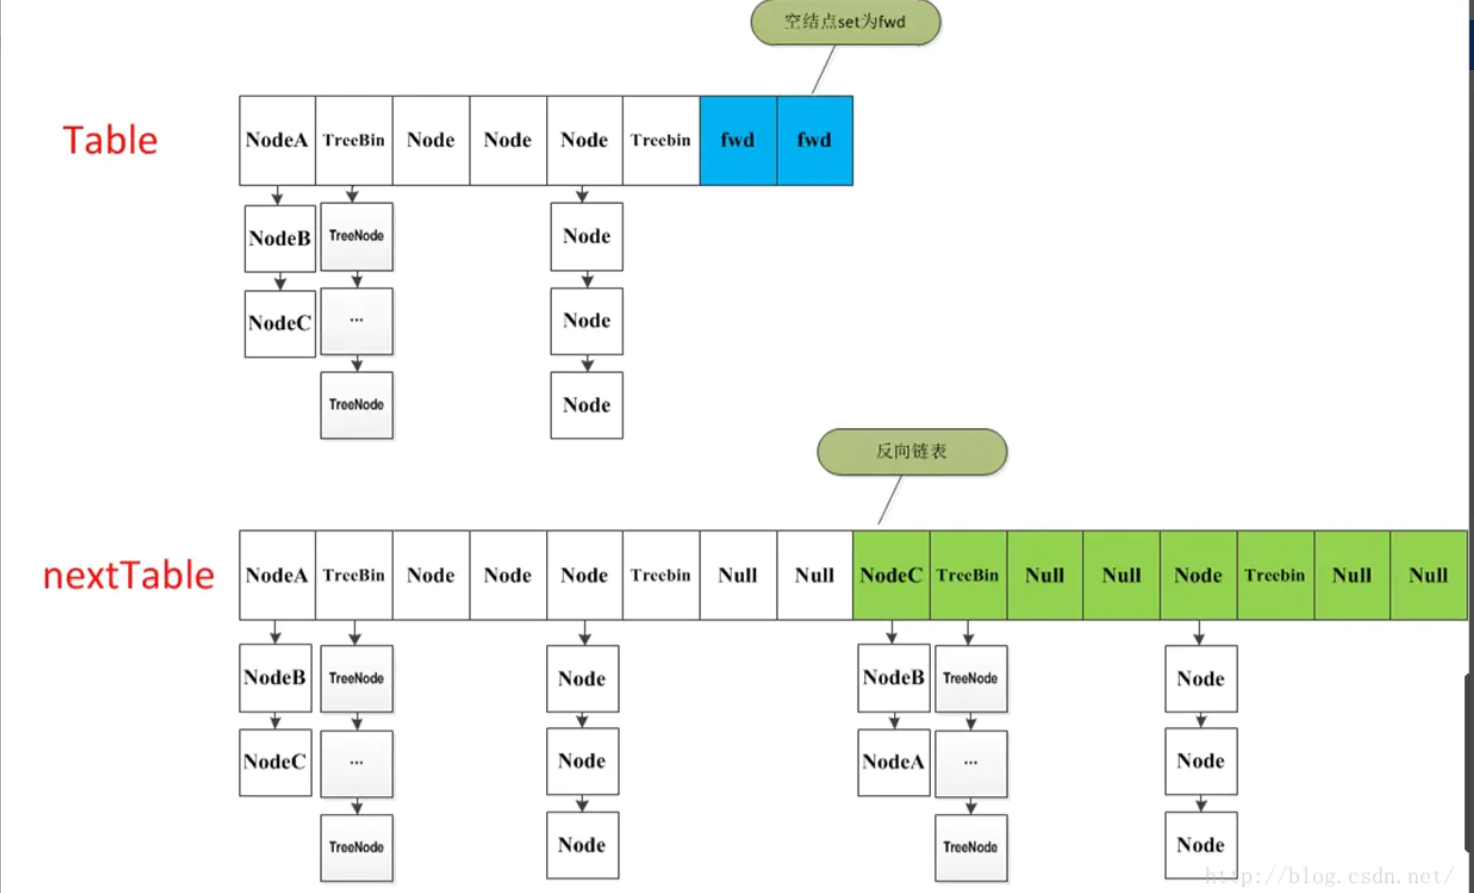 空结点set为fwd
Table
NodeA TreeBin Node Node Node Treebin fwd fwd
NodeB TreeNode Node
NodeC ... Node
TreeNode Node
反向链表
nextTable
NodeA TreeBin Node Node Node Treebin Null Null NodeC TreeBin Null Null Node Treebin Null Null
NodeB TreeNode Node NodeB TreeNode Node
NodeC ... Node NodeA ... Node
TreeNode Node TreeNode Node
http://blog.csdn.net/